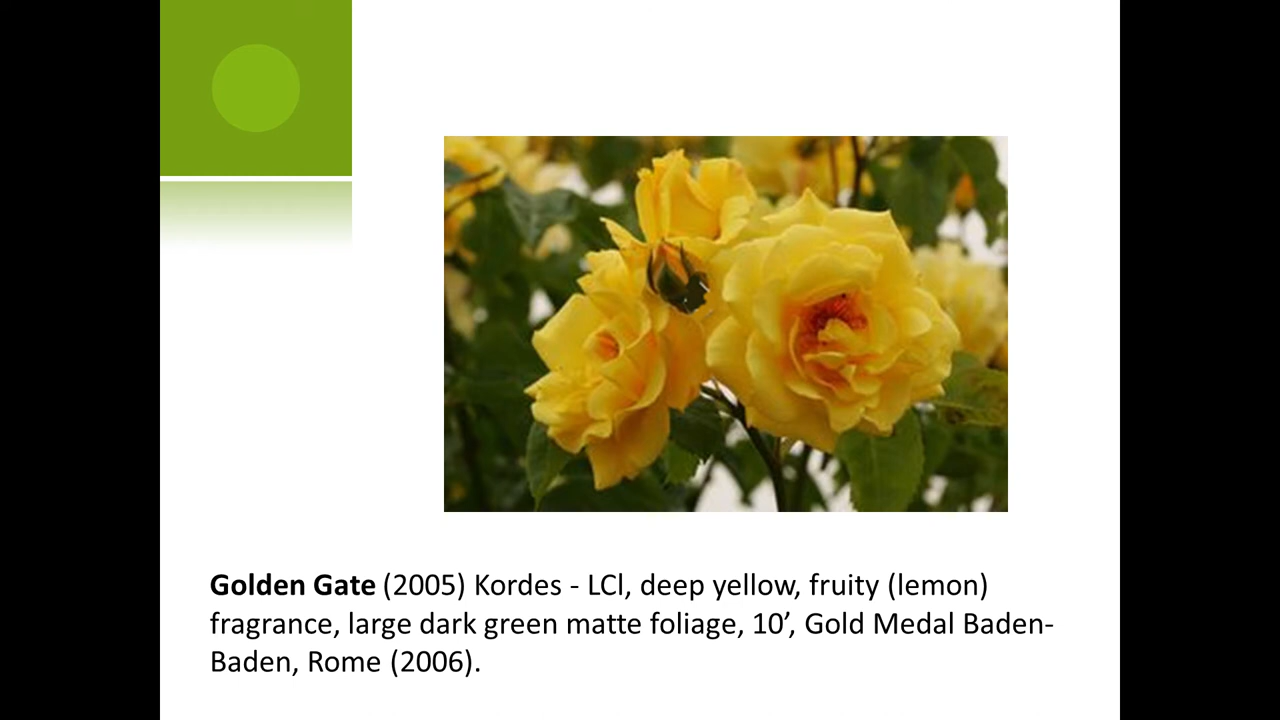 Golden Gate (2005) Kordes - LCl, deep yellow, fruity (lemon)
fragrance, large dark green matte foliage, 10’, Gold Medal Baden-
Baden, Rome (2006).